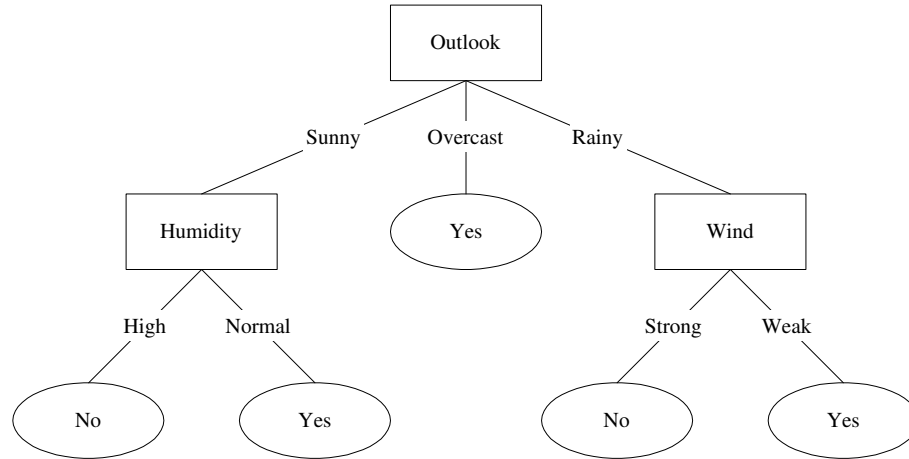 Outlook
Sunny
Overcast
Rainy
Humidity
Yes
Wind
High
Normal
Strong
Weak
No
Yes
No
Yes